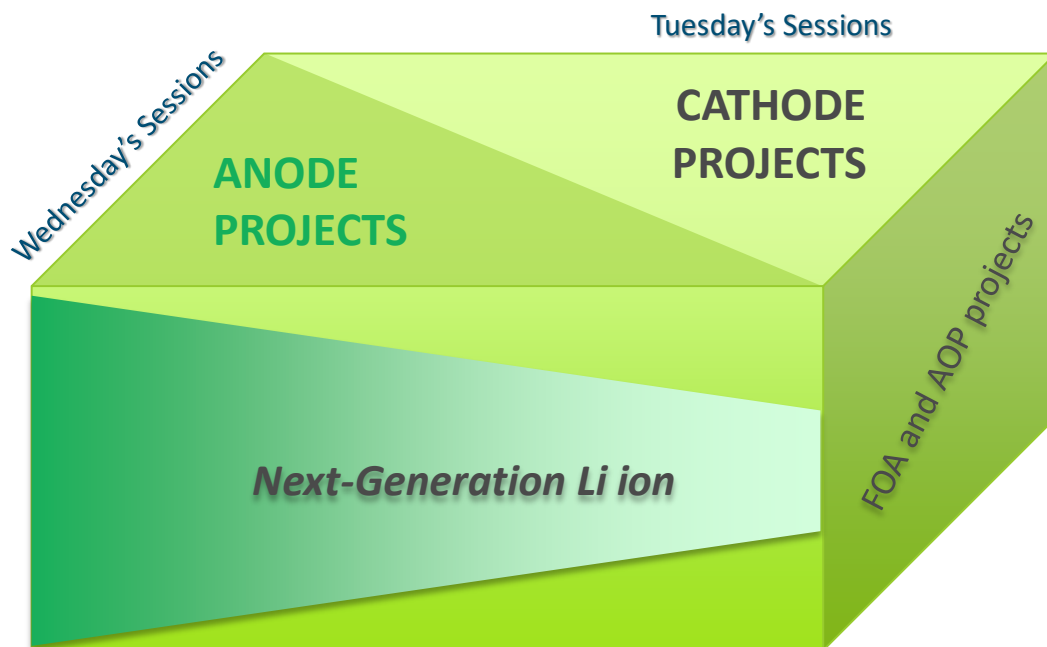 Tuesday's Sessions
Wednesday's Sessions
CATHODE
PROJECTS
ANODE
PROJECTS
FOA and AOP projects
Next-Generation Li ion